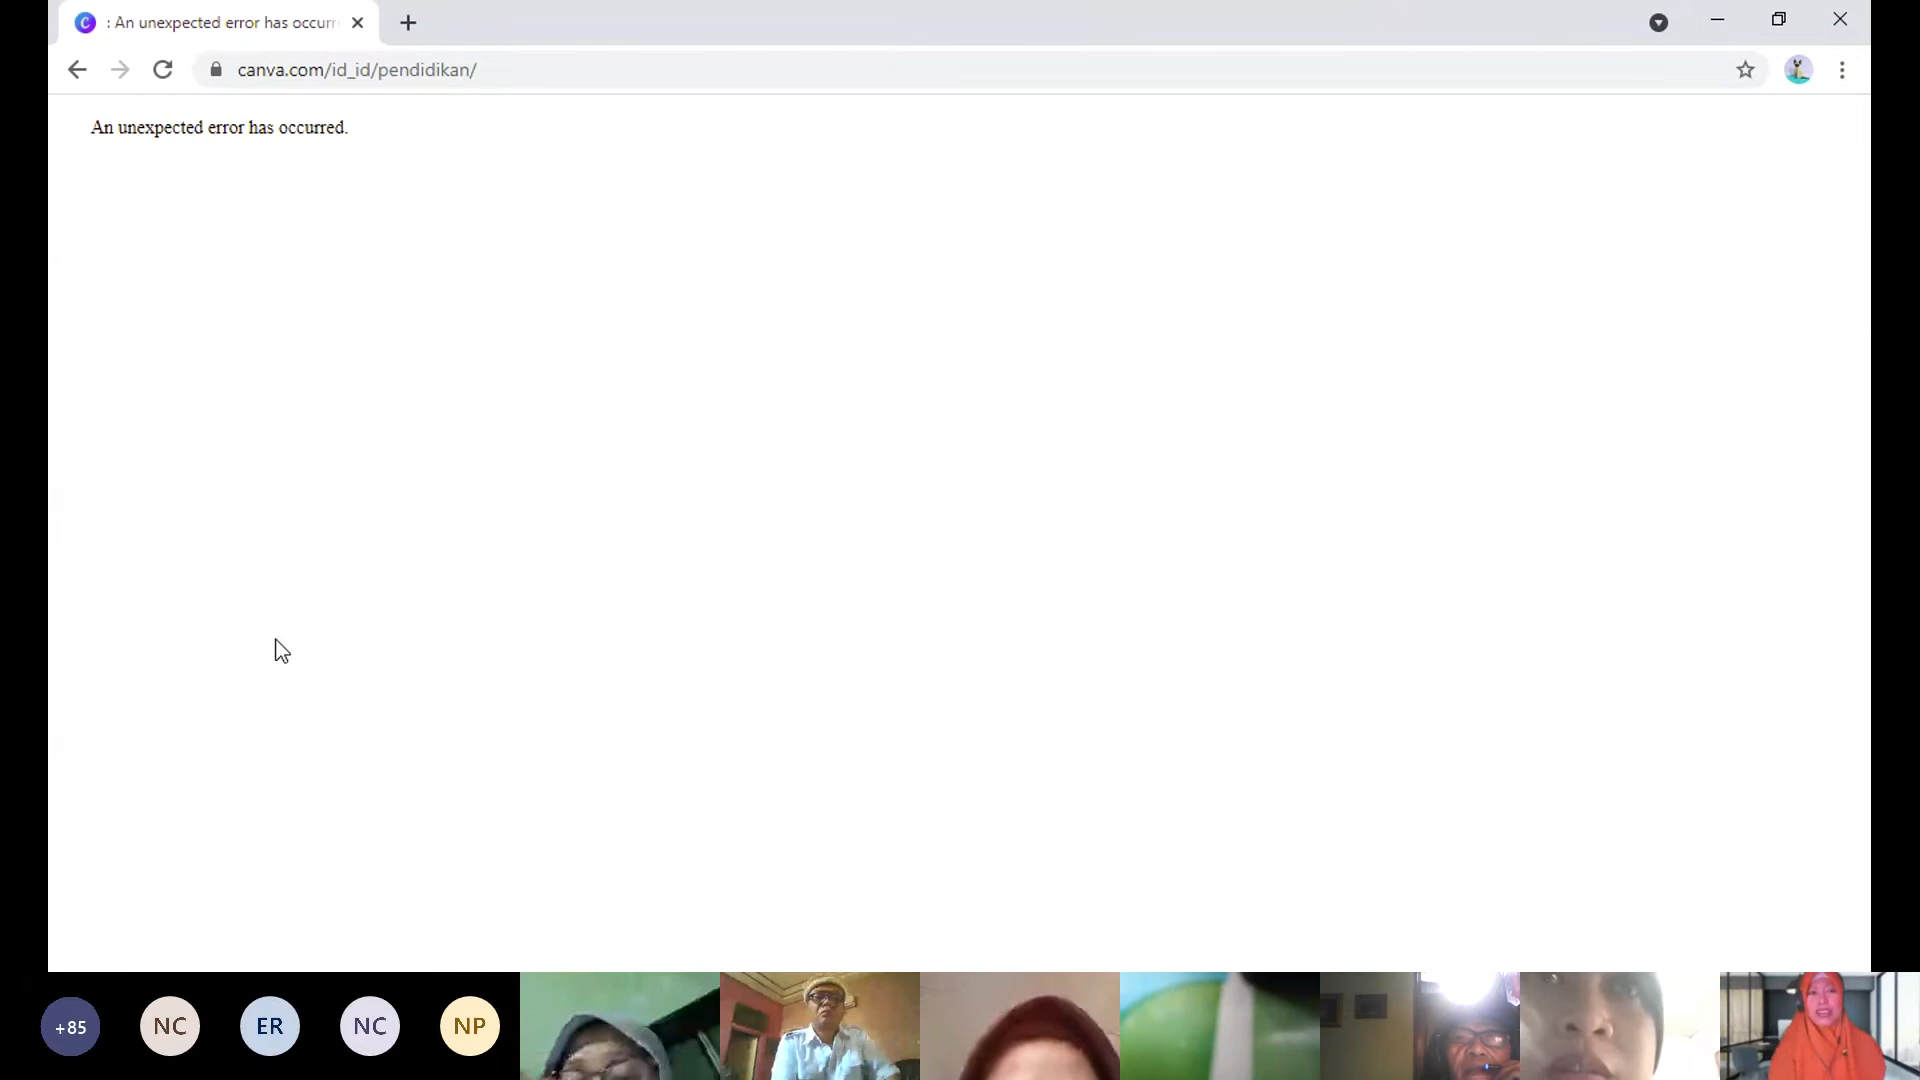 : An unexpected error has occurr
canva.com/id_id/pendidikan/
An unexpected error has occurred.
+85
NC
ER
NC
NP